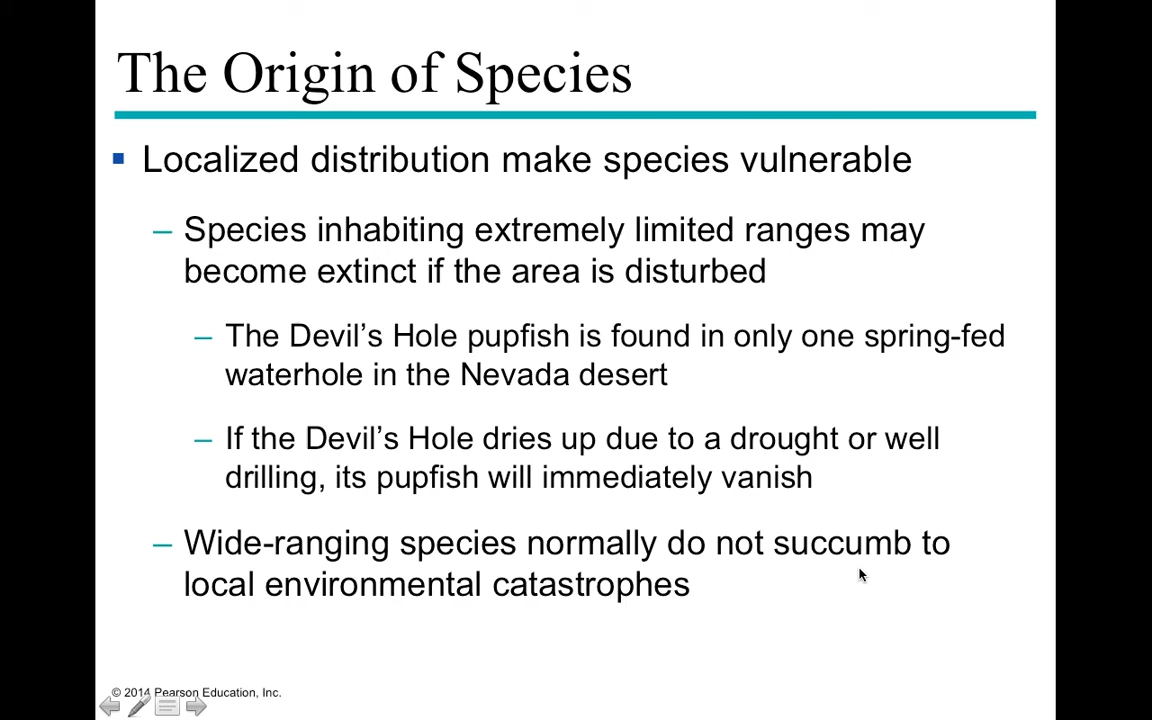 The Origin of Species
▪ Localized distribution make species vulnerable
– Species inhabiting extremely limited ranges may
become extinct if the area is disturbed
– The Devil’s Hole pupfish is found in only one spring-fed
waterhole in the Nevada desert
– If the Devil’s Hole dries up due to a drought or well
drilling, its pupfish will immediately vanish
– Wide-ranging species normally do not succumb to
local environmental catastrophes
© 2014 Pearson Education, Inc.